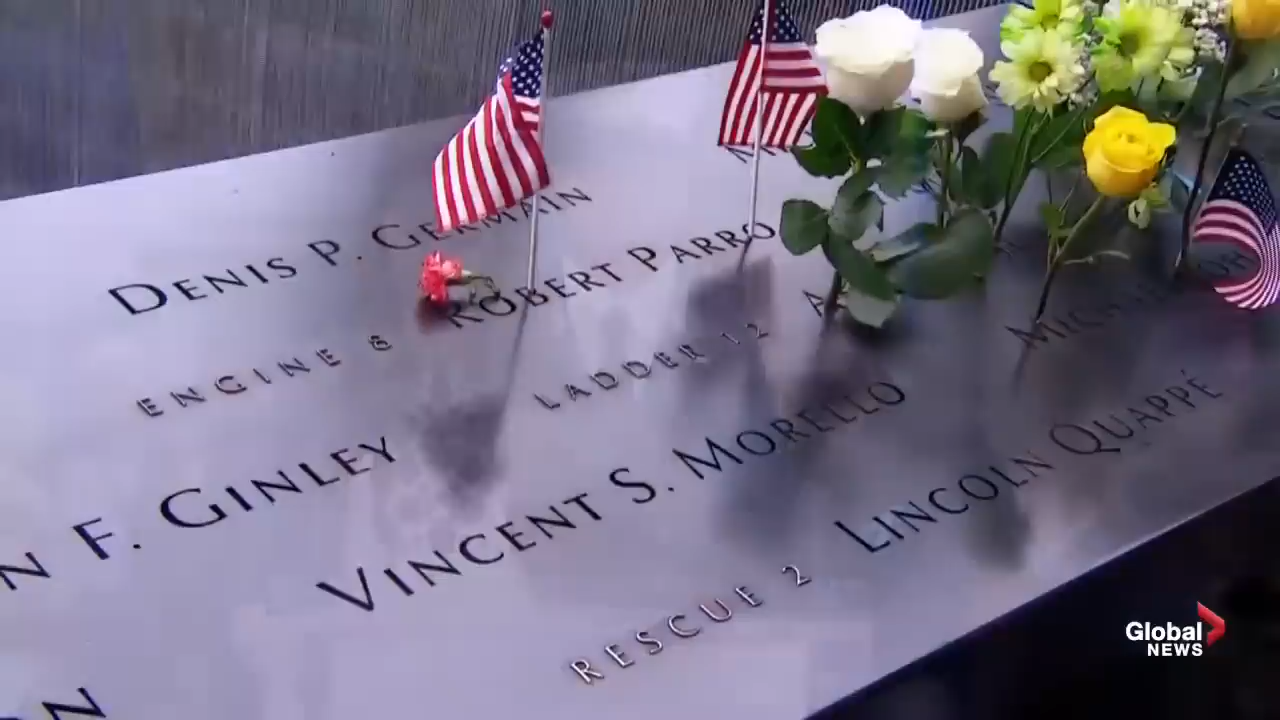 DENIS P. GERMAIN
ENGINE 8
ROBERT PARRO
LADDER 12
N F. GINLEY
VINCENT S. MORELLO
RESCUE 2
LINCOLN QUAPPÉ
Global
NEWS